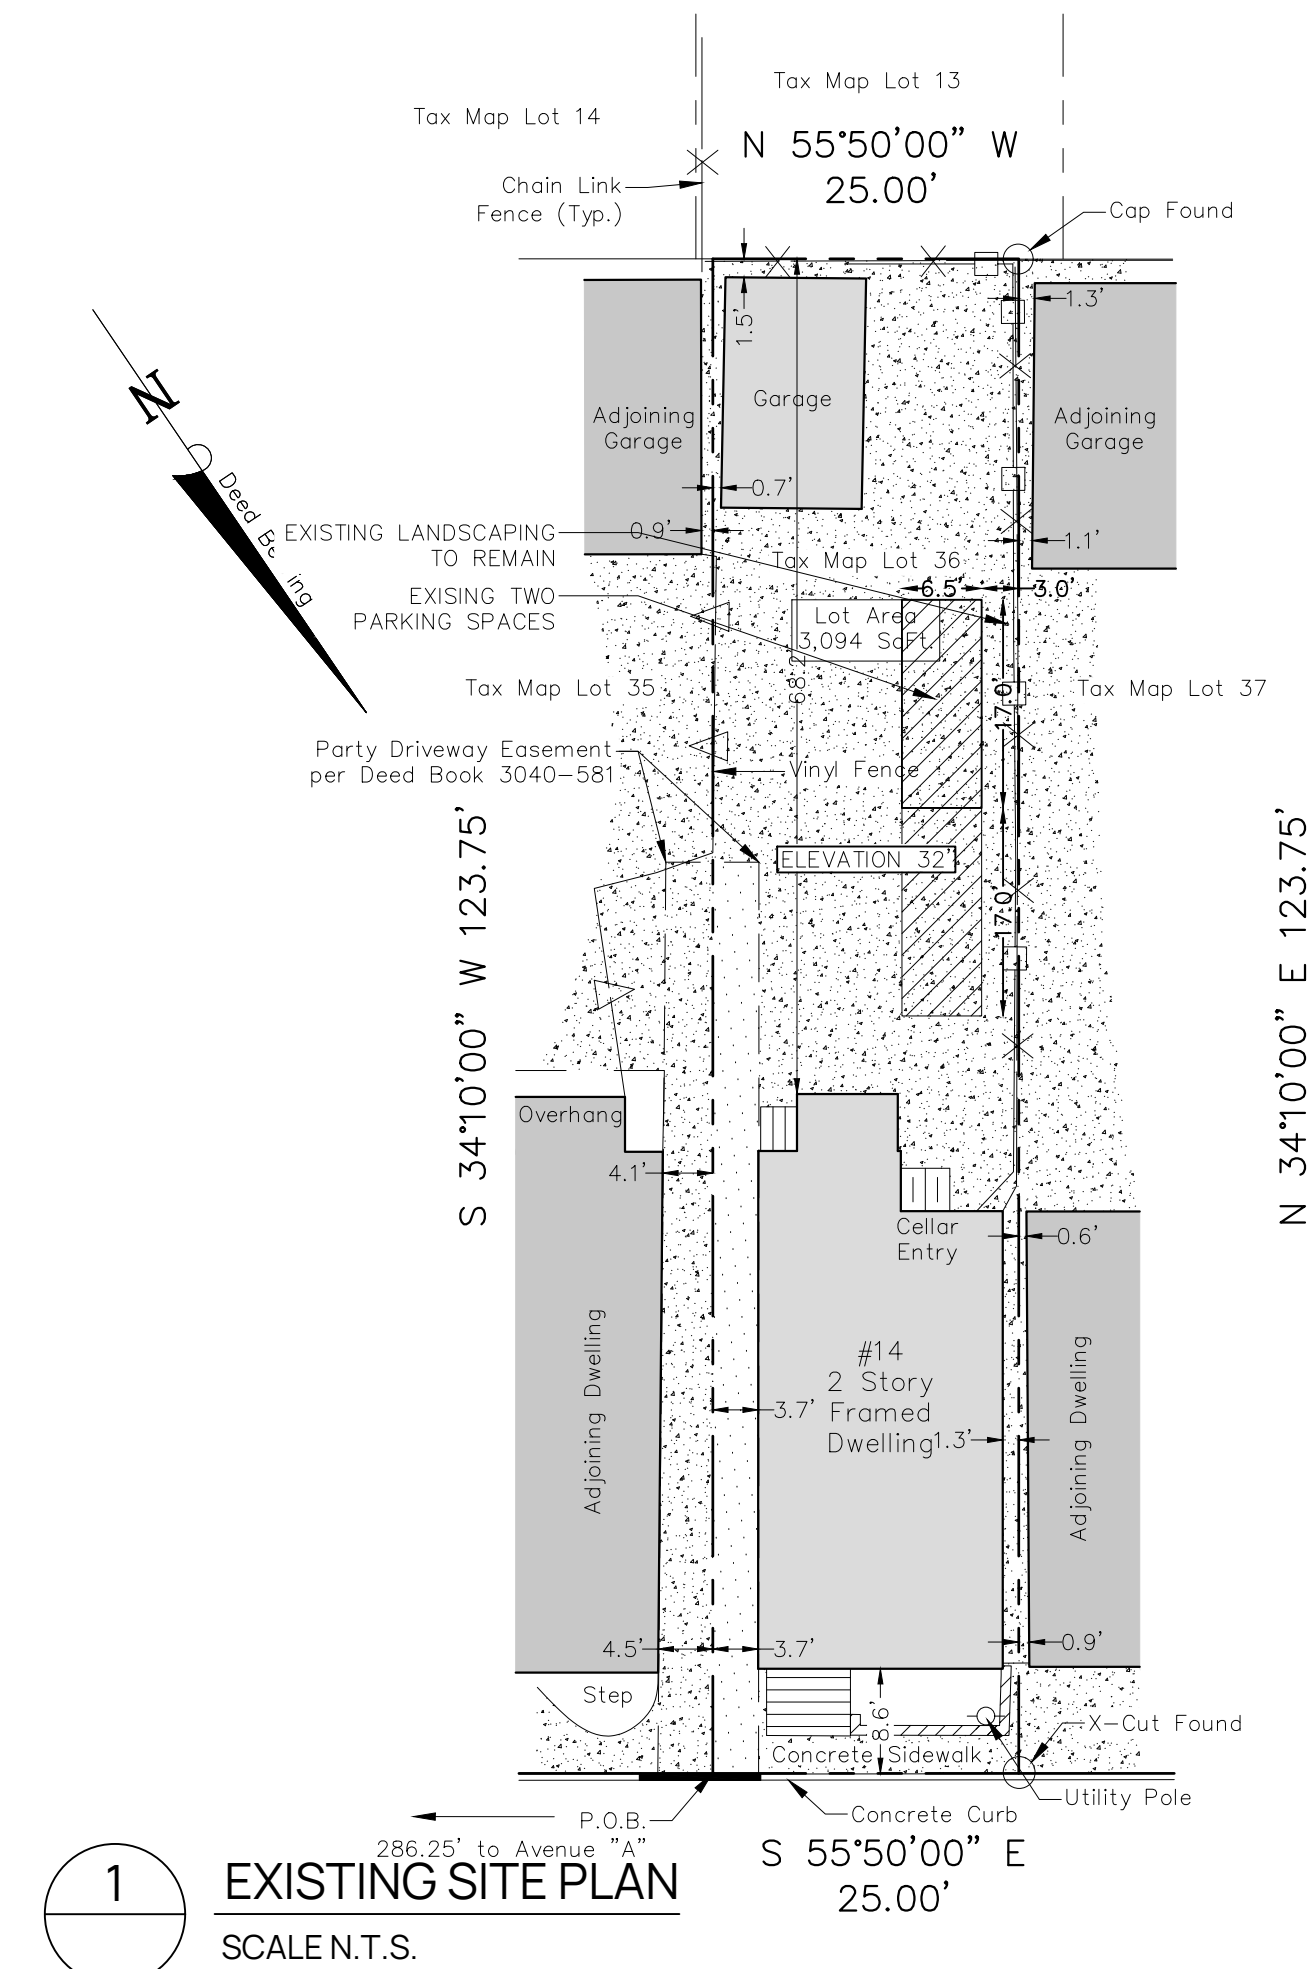 Tax Map Lot 13
Tax Map Lot 14
N 55°50'00" W
25.00'
Chain Link
Fence (Typ.)
Cap Found
1.5'
1.3'
N
Deed Be
ing
Garage
Adjoining
Garage
Adjoining
Garage
0.7'
0.9'
1.1'
EXISTING LANDSCAPING
TO REMAIN
Tax Map Lot 36
6.5'
3.0'
EXISING TWO
PARKING SPACES
Lot Area
3,094 SqFt.
68.2
17.0'
Tax Map Lot 35
Tax Map Lot 37
Party Driveway Easement
per Deed Book 3040-581
Vinyl Fence
ELEVATION 32'
17.0'
S 34°10'00" W 123.75'
N 34°10'00" E 123.75'
Overhang
4.1'
Cellar
Entry
0.6'
Adjoining Dwelling
#14
2 Story
Framed
Dwelling
3.7'
1.3'
Adjoining Dwelling
4.5'
3.7'
0.9'
Step
8.6'
X-Cut Found
Concrete Sidewalk
Utility Pole
P.O.B.
Concrete Curb
286.25' to Avenue "A"
S 55°50'00" E
25.00'
1
EXISTING SITE PLAN
SCALE N.T.S.